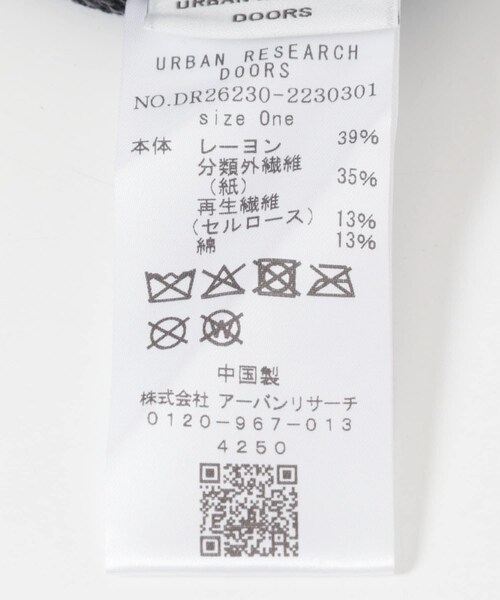 URBAN RESEARCH
DOORS
URBAN RESEARCH
DOORS
NO.DR26230-2230301
size One
本体 レーヨン 39%
分類外繊維
(紙) 35%
再生繊維
(セルロース) 13%
綿 13%
W
中国製
株式会社 アーバンリサーチ
0120-967-013
4250